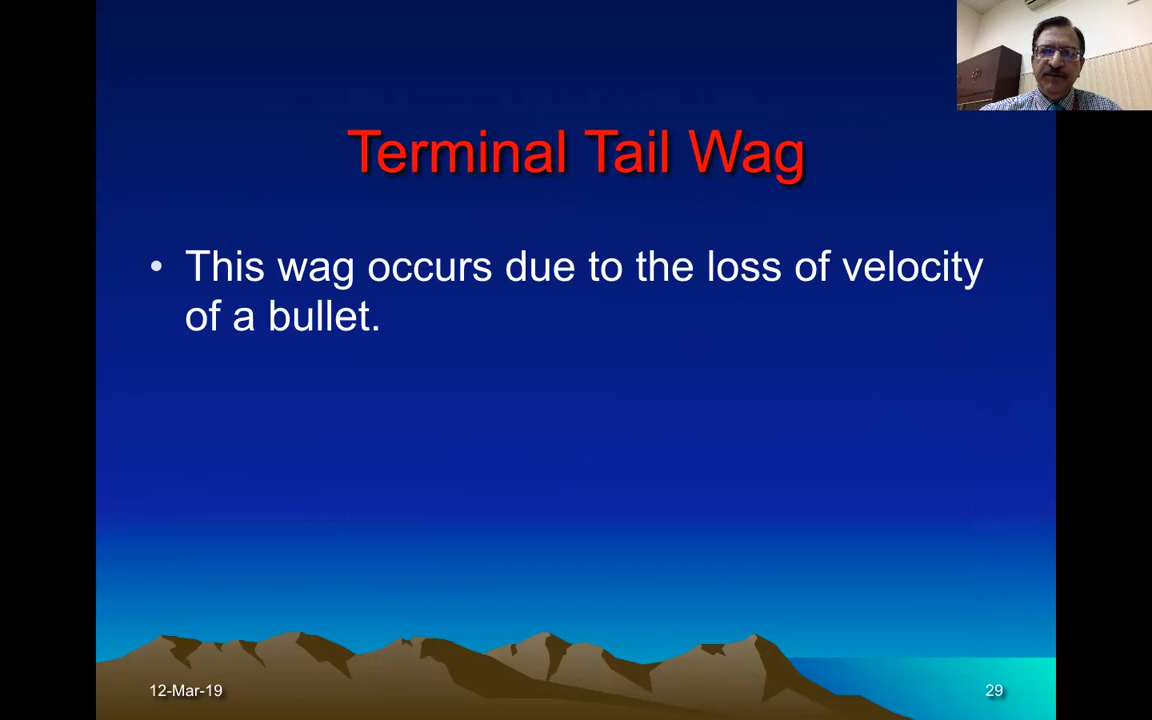 Terminal Tail Wag
• This wag occurs due to the loss of velocity
of a bullet.
12-Mar-19
29